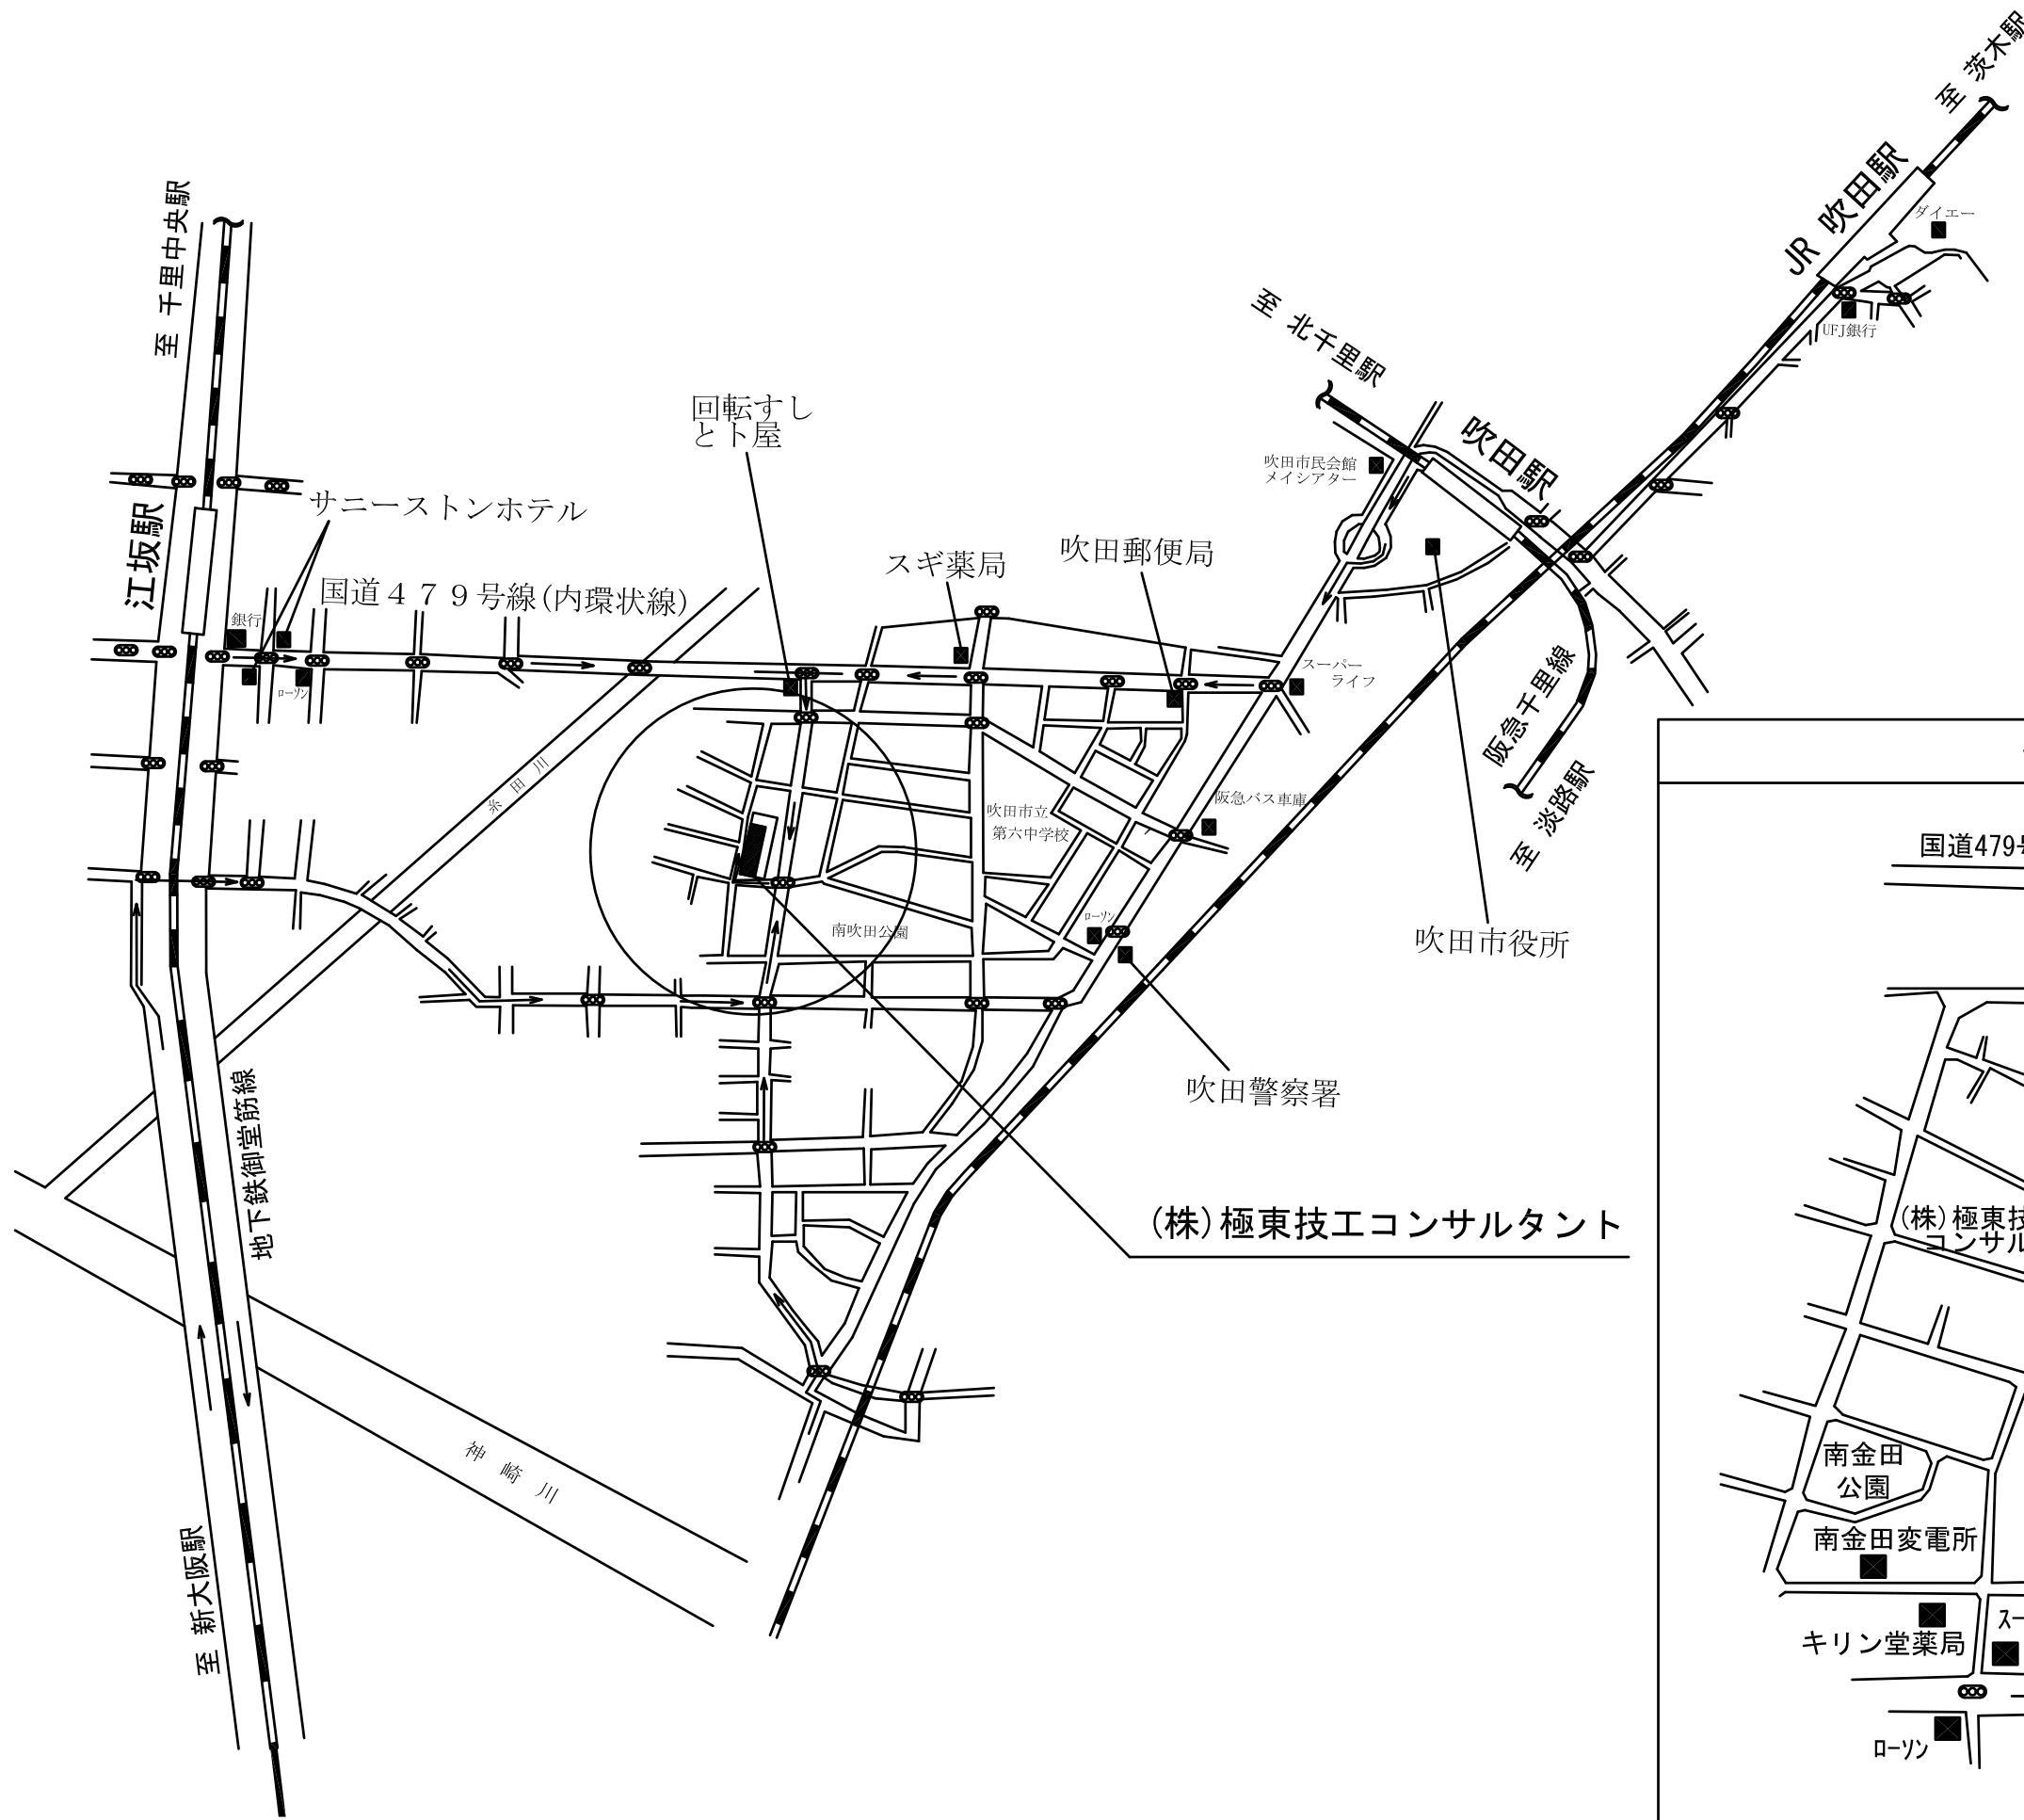 至 茨木駅
JR 吹田駅
ダイエー
UFJ銀行
至 千里中央駅
至 北千里駅
回転すし
とト屋
吹田駅
吹田市民会館
メイシアター
サニーストンホテル
江坂駅
スギ薬局
吹田郵便局
国道479号線(内環状線)
銀行
ローソン
スーパー
ライフ
阪急千里線
糸田川
吹田市立
第六中学校
阪急バス車庫
至 淡路駅
国道479
ローソン
南吹田公園
吹田市役所
吹田警察署
地下鉄御堂筋線
(株)極東技工コンサルタント
(株)極東技
コンサル
神崎川
南金田
公園
至 新大阪駅
南金田変電所
スー
キリン堂薬局
ローソン